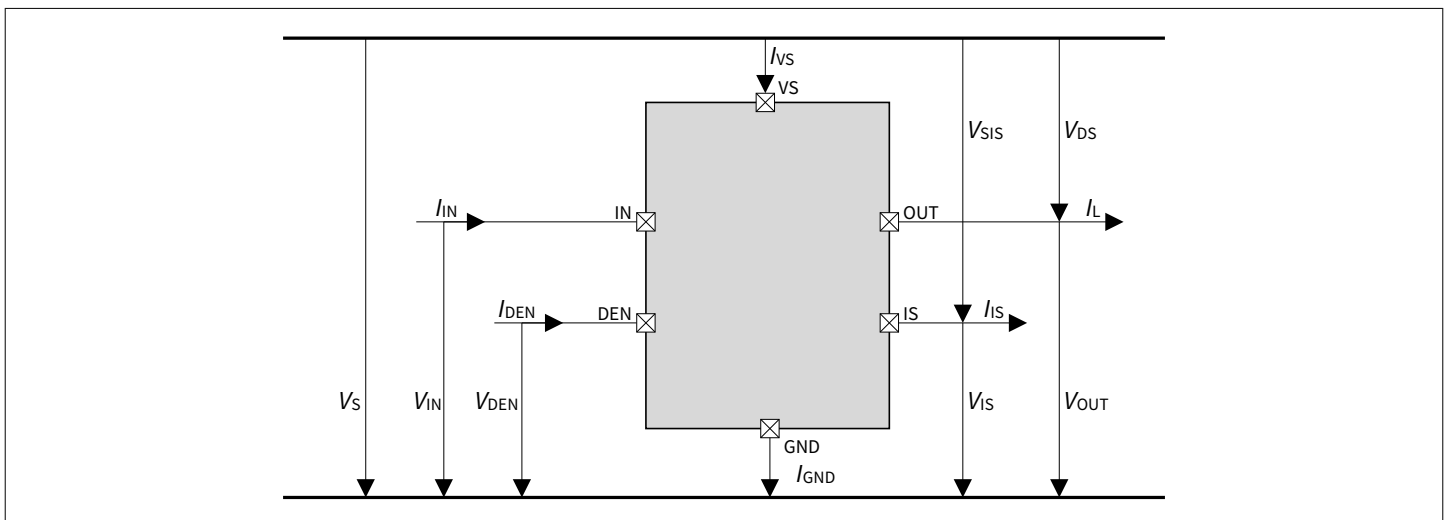 IVS
VS
VSIS
VDS
IIN
IN
OUT
IL
IDEN
DEN
IS
IIS
VS
VIN
VDEN
VIS
VOUT
GND
IGND